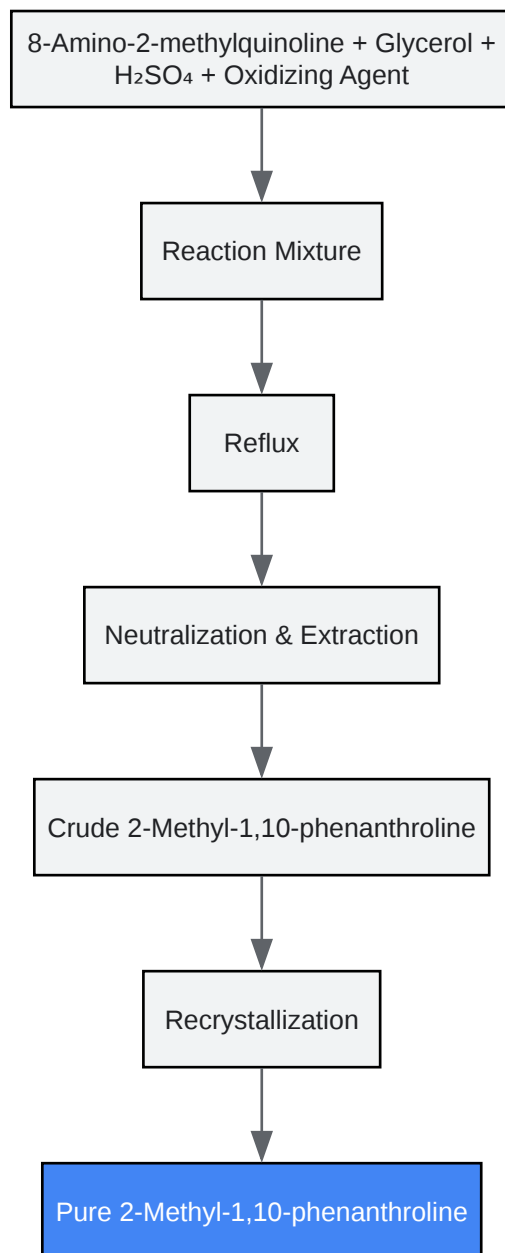 8-Amino-2-methylquinoline + Glycerol +
H₂SO₄ + Oxidizing Agent
Reaction Mixture
Reflux
Neutralization & Extraction
Crude 2-Methyl-1,10-phenanthroline
Recrystallization
Pure 2-Methyl-1,10-phenanthroline